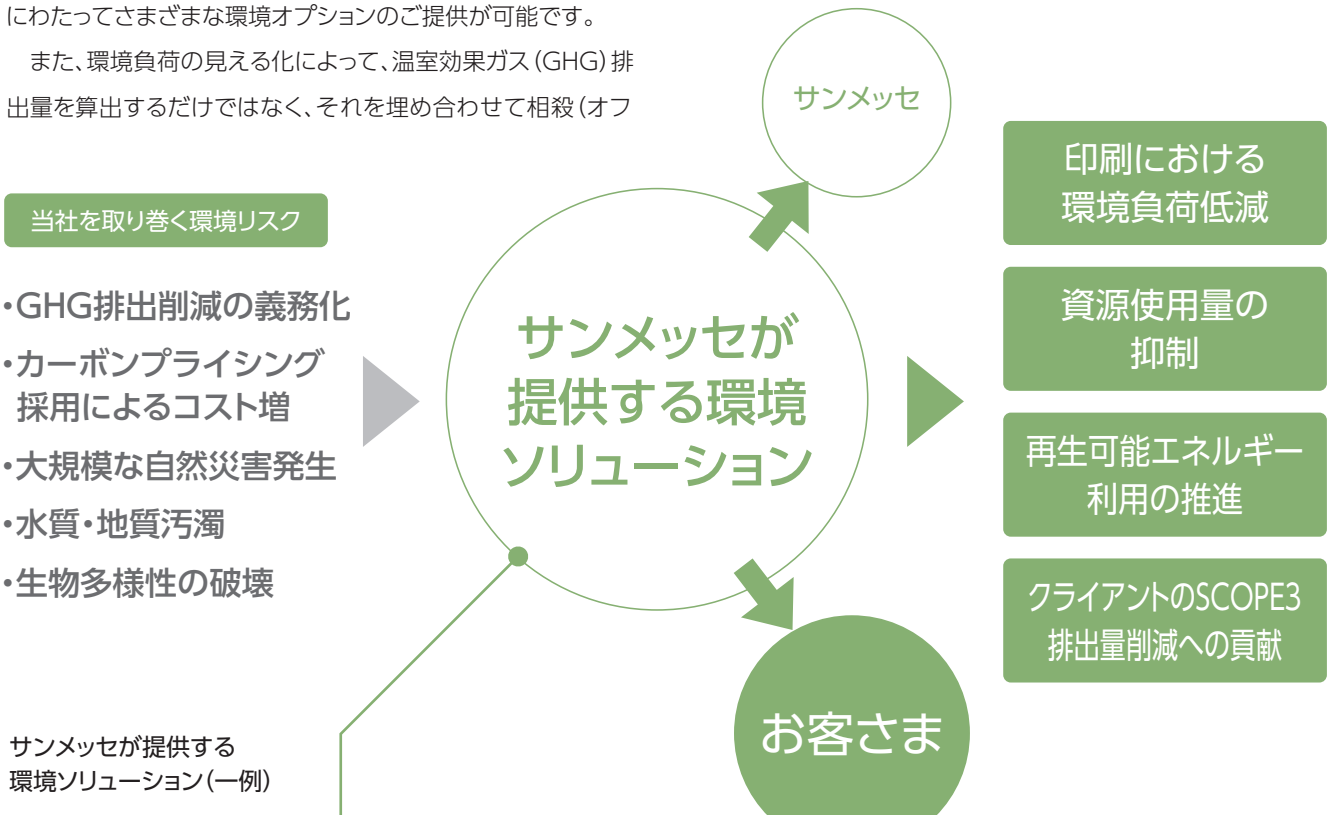 にわたってさまざまな環境オプションのご提供が可能です。
また、環境負荷の見える化によって、温室効果ガス(GHG)排
出量を算出するだけではなく、それを埋め合わせて相殺(オフ
当社を取り巻く環境リスク
・GHG排出削減の義務化
・カーボンプライシング
採用によるコスト増
・大規模な自然災害発生
・水質・地質汚濁
・生物多様性の破壊
サンメッセ
サンメッセが
提供する環境
ソリューション
お客さま
印刷における
環境負荷低減
資源使用量の
抑制
再生可能エネルギー
利用の推進
クライアントのSCOPE3
排出量削減への貢献
サンメッセが提供する
環境ソリューション(一例)